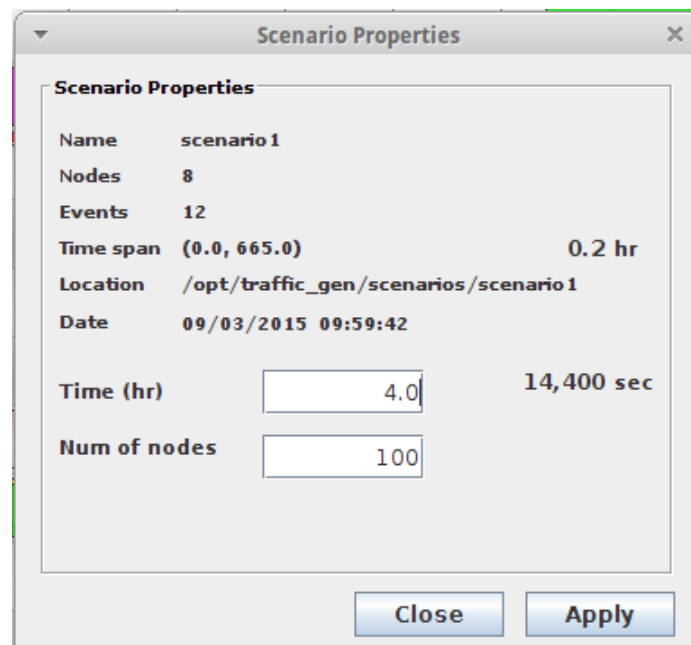 Scenario Properties
Scenario Properties
Name scenario1
Nodes 8
Events 12
Time span (0.0, 665.0) 0.2 hr
Location /opt/traffic_gen/scenarios/scenario1
Date 09/03/2015 09:59:42
Time (hr) 4.0 14,400 sec
Num of nodes 100
Close Apply